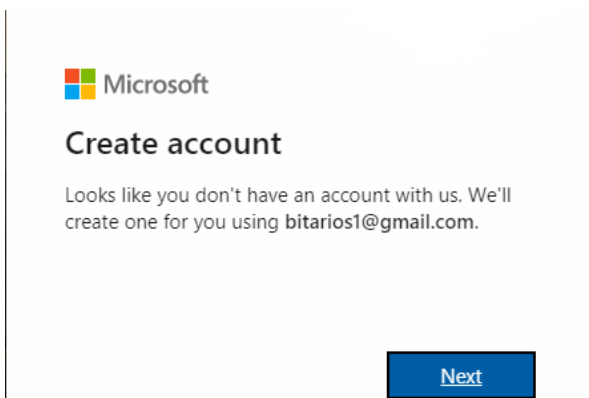 Microsoft
Create account
Looks like you don't have an account with us. We'll
create one for you using bitarios1@gmail.com.
Next